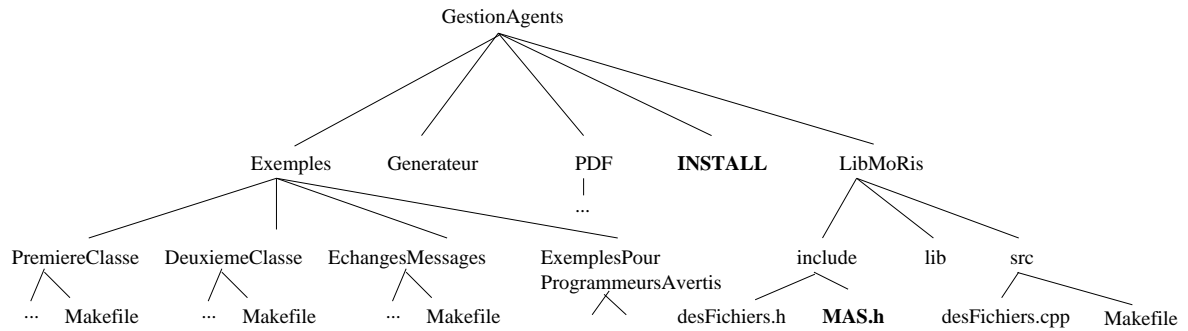 GestionAgents
Exemples Generateur PDF INSTALL LibMoRis
...
PremiereClasse DeuxiemeClasse EchangesMessages ExemplesPour include lib src
ProgrammeursAvertis
... Makefile ... Makefile ... Makefile desFichiers.h MAS.h desFichiers.cpp Makefile